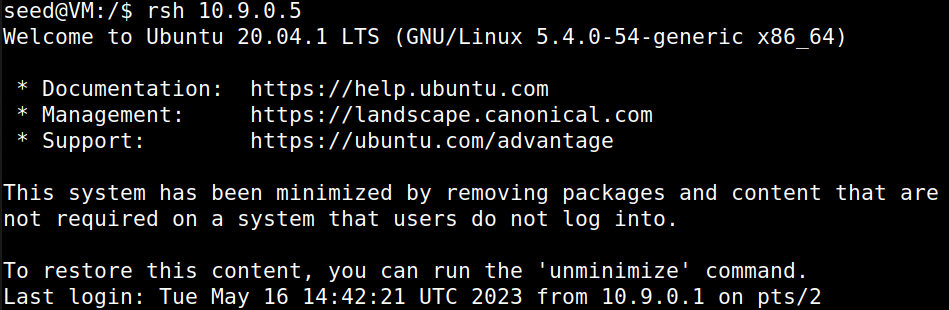 seed@VM:/$ rsh 10.9.0.5
Welcome to Ubuntu 20.04.1 LTS (GNU/Linux 5.4.0-54-generic x86_64)
* Documentation:  https://help.ubuntu.com
* Management:     https://landscape.canonical.com
* Support:        https://ubuntu.com/advantage
This system has been minimized by removing packages and content that are
not required on a system that users do not log into.
To restore this content, you can run the 'unminimize' command.
Last login: Tue May 16 14:42:21 UTC 2023 from 10.9.0.1 on pts/2